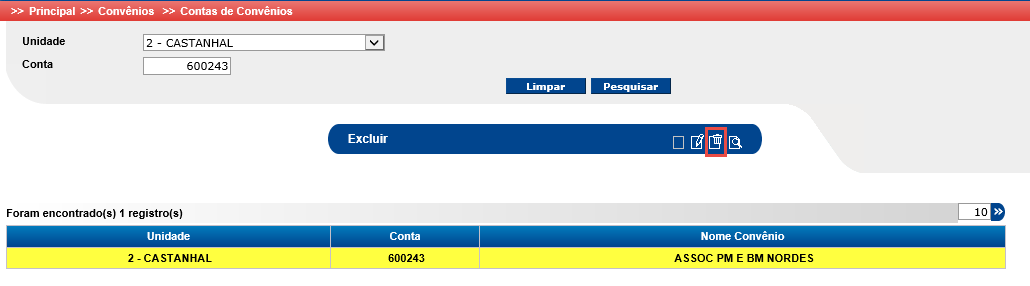 >> Principal >> Convênios >> Contas de Convênios
Unidade 2 - CASTANHAL
Conta 600243
Limpar Pesquisar
Excluir
Foram encontrado(s) 1 registro(s) 10 »
Unidade Conta Nome Convênio
2 - CASTANHAL 600243 ASSOC PM E BM NORDES